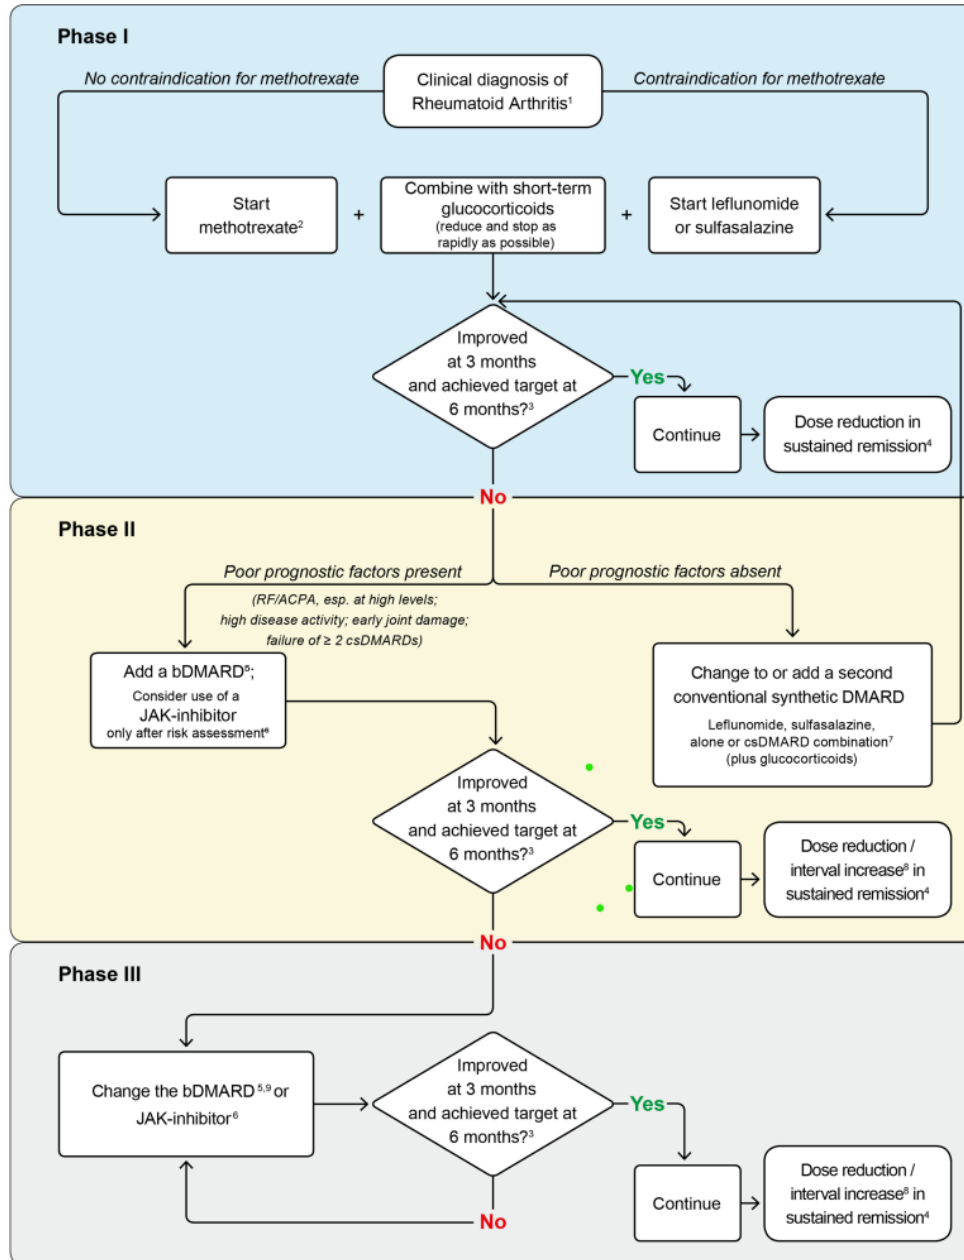 Phase I
No contraindication for methotrexate
Clinical diagnosis of
Rheumatoid Arthritis¹
Contraindication for methotrexate
Start
methotrexate²
+
Combine with short-term
glucocorticoids
(reduce and stop as
rapidly as possible)
+
Start leflunomide
or sulfasalazine
Improved
at 3 months
and achieved target at
6 months?³
Yes
Continue
Dose reduction in
sustained remission⁴
No
Phase II
Poor prognostic factors present
(RF/ACPA, esp. at high levels;
high disease activity; early joint damage;
failure of ≥ 2 csDMARDs)
Poor prognostic factors absent
Add a bDMARD⁵;
Consider use of a
JAK-inhibitor
only after risk assessment⁶
Change to or add a second
conventional synthetic DMARD
Leflunomide, sulfasalazine,
alone or csDMARD combination⁷
(plus glucocorticoids)
Improved
at 3 months
and achieved target at
6 months?³
Yes
Continue
Dose reduction /
interval increase⁸ in
sustained remission⁴
No
Phase III
Change the bDMARD⁵,⁹ or
JAK-inhibitor⁶
Improved
at 3 months
and achieved target at
6 months?³
Yes
Continue
Dose reduction /
interval increase⁸ in
sustained remission⁴
No